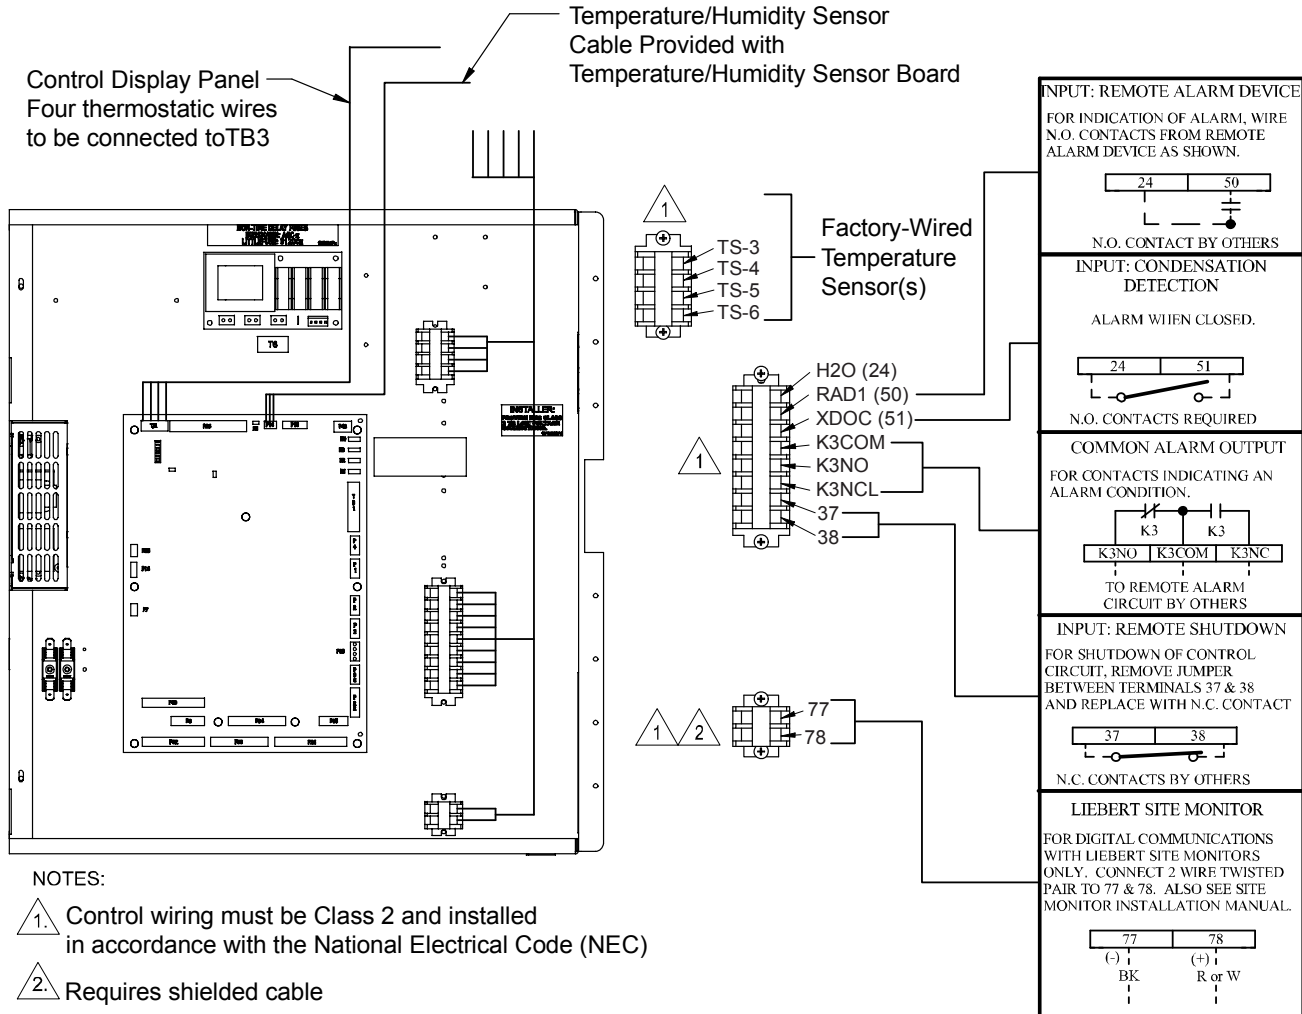 Temperature/Humidity Sensor
Cable Provided with
Temperature/Humidity Sensor Board
Control Display Panel
Four thermostatic wires
to be connected toTB3
T6
INSTALLER:
1
TS-3
TS-4
TS-5
TS-6
Factory-Wired
Temperature
Sensor(s)
1
H2O (24)
RAD1 (50)
XDOC (51)
K3COM
K3NO
K3NCL
37
38
1 2
77
78
INPUT: REMOTE ALARM DEVICE
FOR INDICATION OF ALARM, WIRE
N.O. CONTACTS FROM REMOTE
ALARM DEVICE AS SHOWN.
24 50
N.O. CONTACT BY OTHERS
INPUT: CONDENSATION
DETECTION
ALARM WHEN CLOSED.
24 51
N.O. CONTACTS REQUIRED
COMMON ALARM OUTPUT
FOR CONTACTS INDICATING AN
ALARM CONDITION.
K3 K3
K3NO K3COM K3NC
TO REMOTE ALARM
CIRCUIT BY OTHERS
INPUT: REMOTE SHUTDOWN
FOR SHUTDOWN OF CONTROL
CIRCUIT, REMOVE JUMPER
BETWEEN TERMINALS 37 & 38
AND REPLACE WITH N.C. CONTACT
37 38
N.C. CONTACTS BY OTHERS
LIEBERT SITE MONITOR
FOR DIGITAL COMMUNICATIONS
WITH LIEBERT SITE MONITORS
ONLY. CONNECT 2 WIRE TWISTED
PAIR TO 77 & 78. ALSO SEE SITE
MONITOR INSTALLATION MANUAL.
77 78
(-) (+)
BK R or W
NOTES:
1. Control wiring must be Class 2 and installed
in accordance with the National Electrical Code (NEC)
2. Requires shielded cable